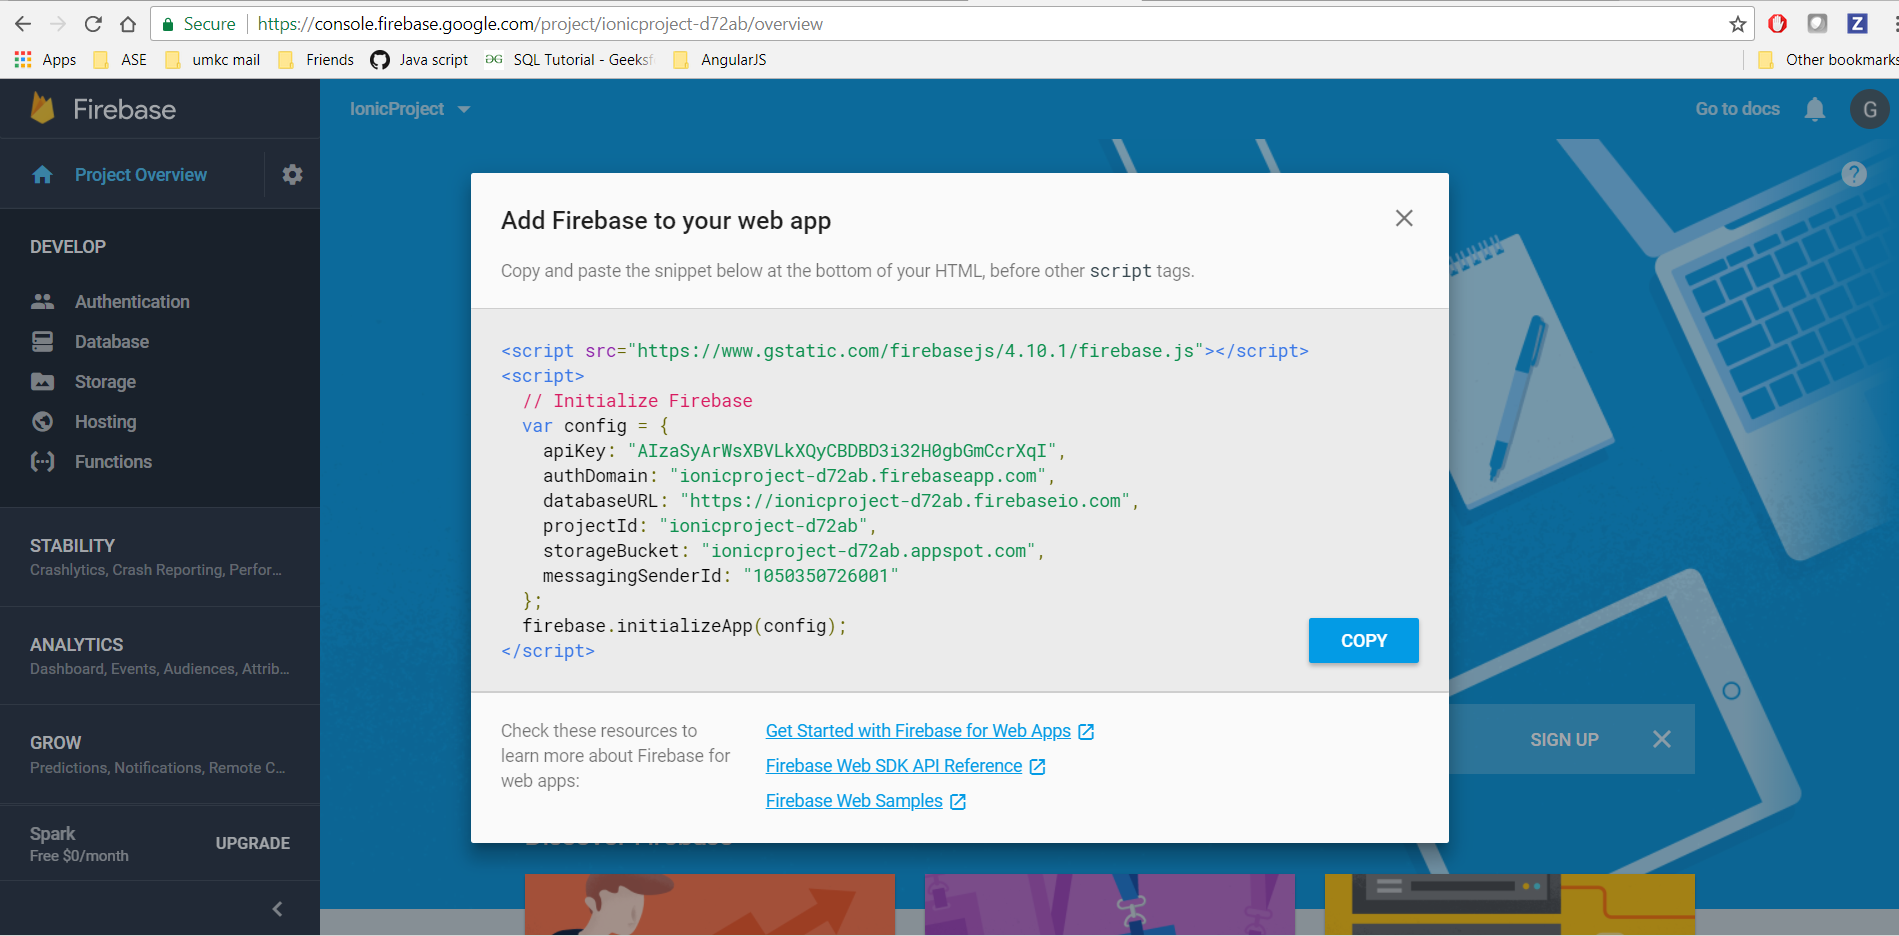 Secure
https://console.firebase.google.com/project/ionicproject-d72ab/overview
Z
Apps
ASE
umkc mail
Friends
Java script
SQL Tutorial - Geeksf
AngularJS
Other bookmarks
Firebase
IonicProject
Go to docs
G
Project Overview
?
DEVELOP
Authentication
Database
Storage
Hosting
Functions
STABILITY
Crashlytics, Crash Reporting, Perfor...
ANALYTICS
Dashboard, Events, Audiences, Attrib...
GROW
Predictions, Notifications, Remote C...
Spark
Free $0/month
UPGRADE
Add Firebase to your web app
Copy and paste the snippet below at the bottom of your HTML, before other script tags.
<script src="https://www.gstatic.com/firebasejs/4.10.1/firebase.js"></script>
<script>
// Initialize Firebase
var config = {
apiKey: "AIzaSyArWsXBVLkXQyCBDBD3i32H0gbGmCcrXqI",
authDomain: "ionicproject-d72ab.firebaseapp.com",
databaseURL: "https://ionicproject-d72ab.firebaseio.com",
projectId: "ionicproject-d72ab",
storageBucket: "ionicproject-d72ab.appspot.com",
messagingSenderId: "1050350726001"
};
firebase.initializeApp(config);
</script>
COPY
Check these resources to
learn more about Firebase for
web apps:
Get Started with Firebase for Web Apps
Firebase Web SDK API Reference
Firebase Web Samples
SIGN UP
Discover Firebase